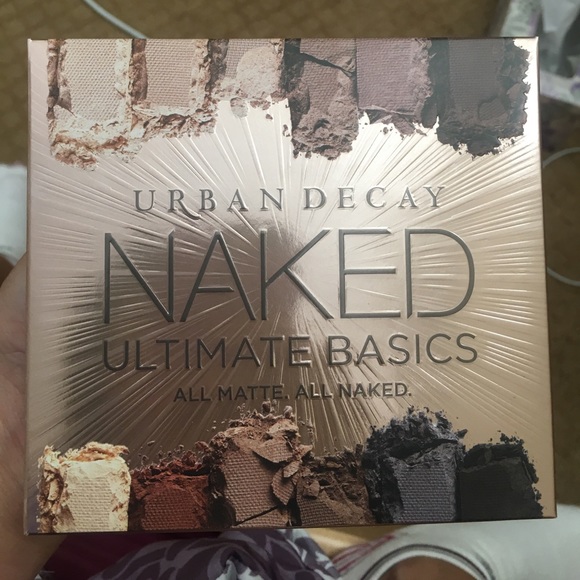 URBAN DECAY
NAKED
ULTIMATE BASICS
ALL MATTE. ALL NAKED.